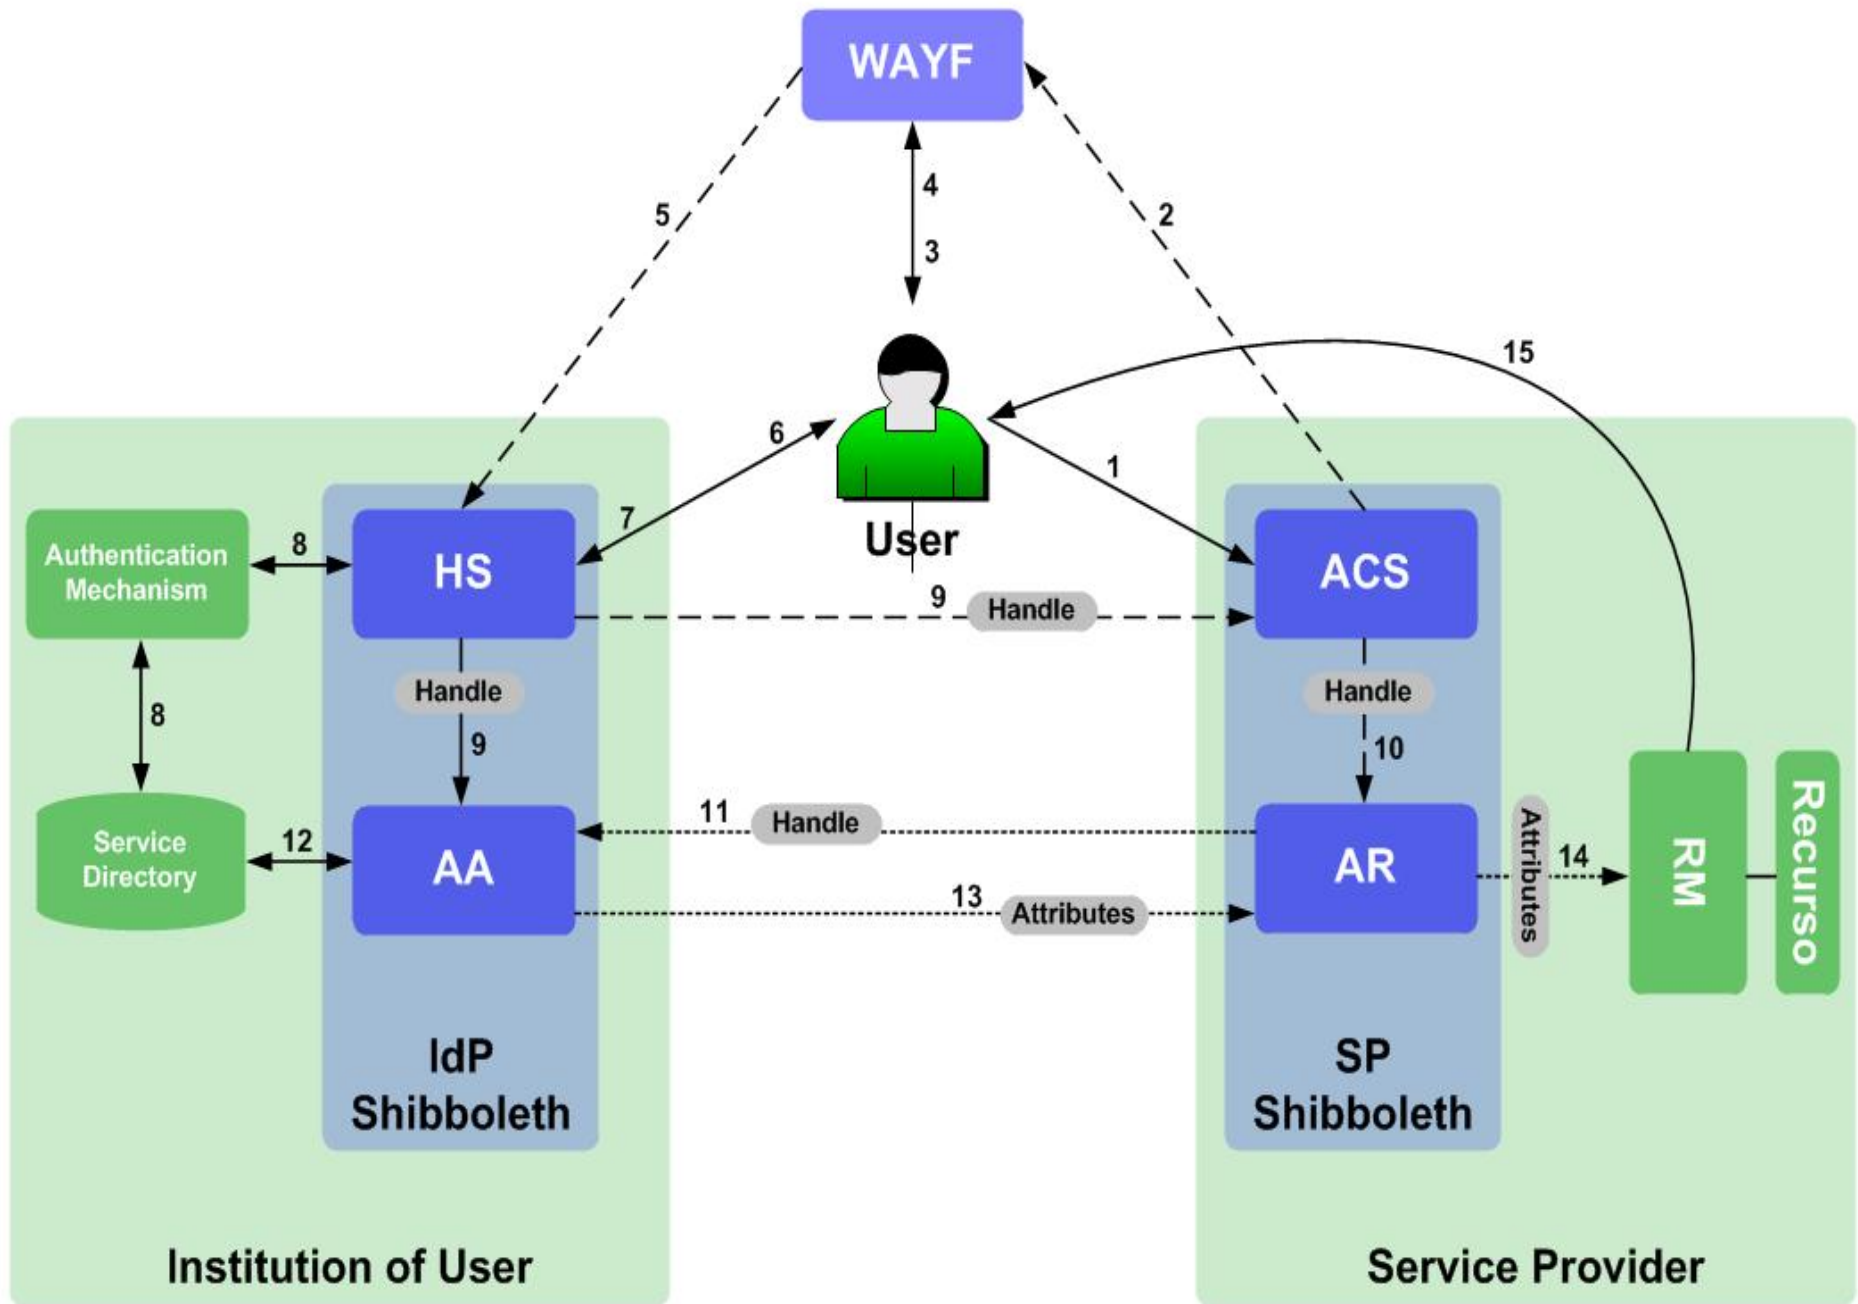 WAYF
4
5
2
3
15
6
1
7
User
Authentication
Mechanism
8
HS
ACS
9
Handle
Handle
Handle
8
9
10
11
Handle
Service
Directory
12
AA
AR
Attributes
14
RM
Recurso
13
Attributes
IdP
Shibboleth
SP
Shibboleth
Institution of User
Service Provider